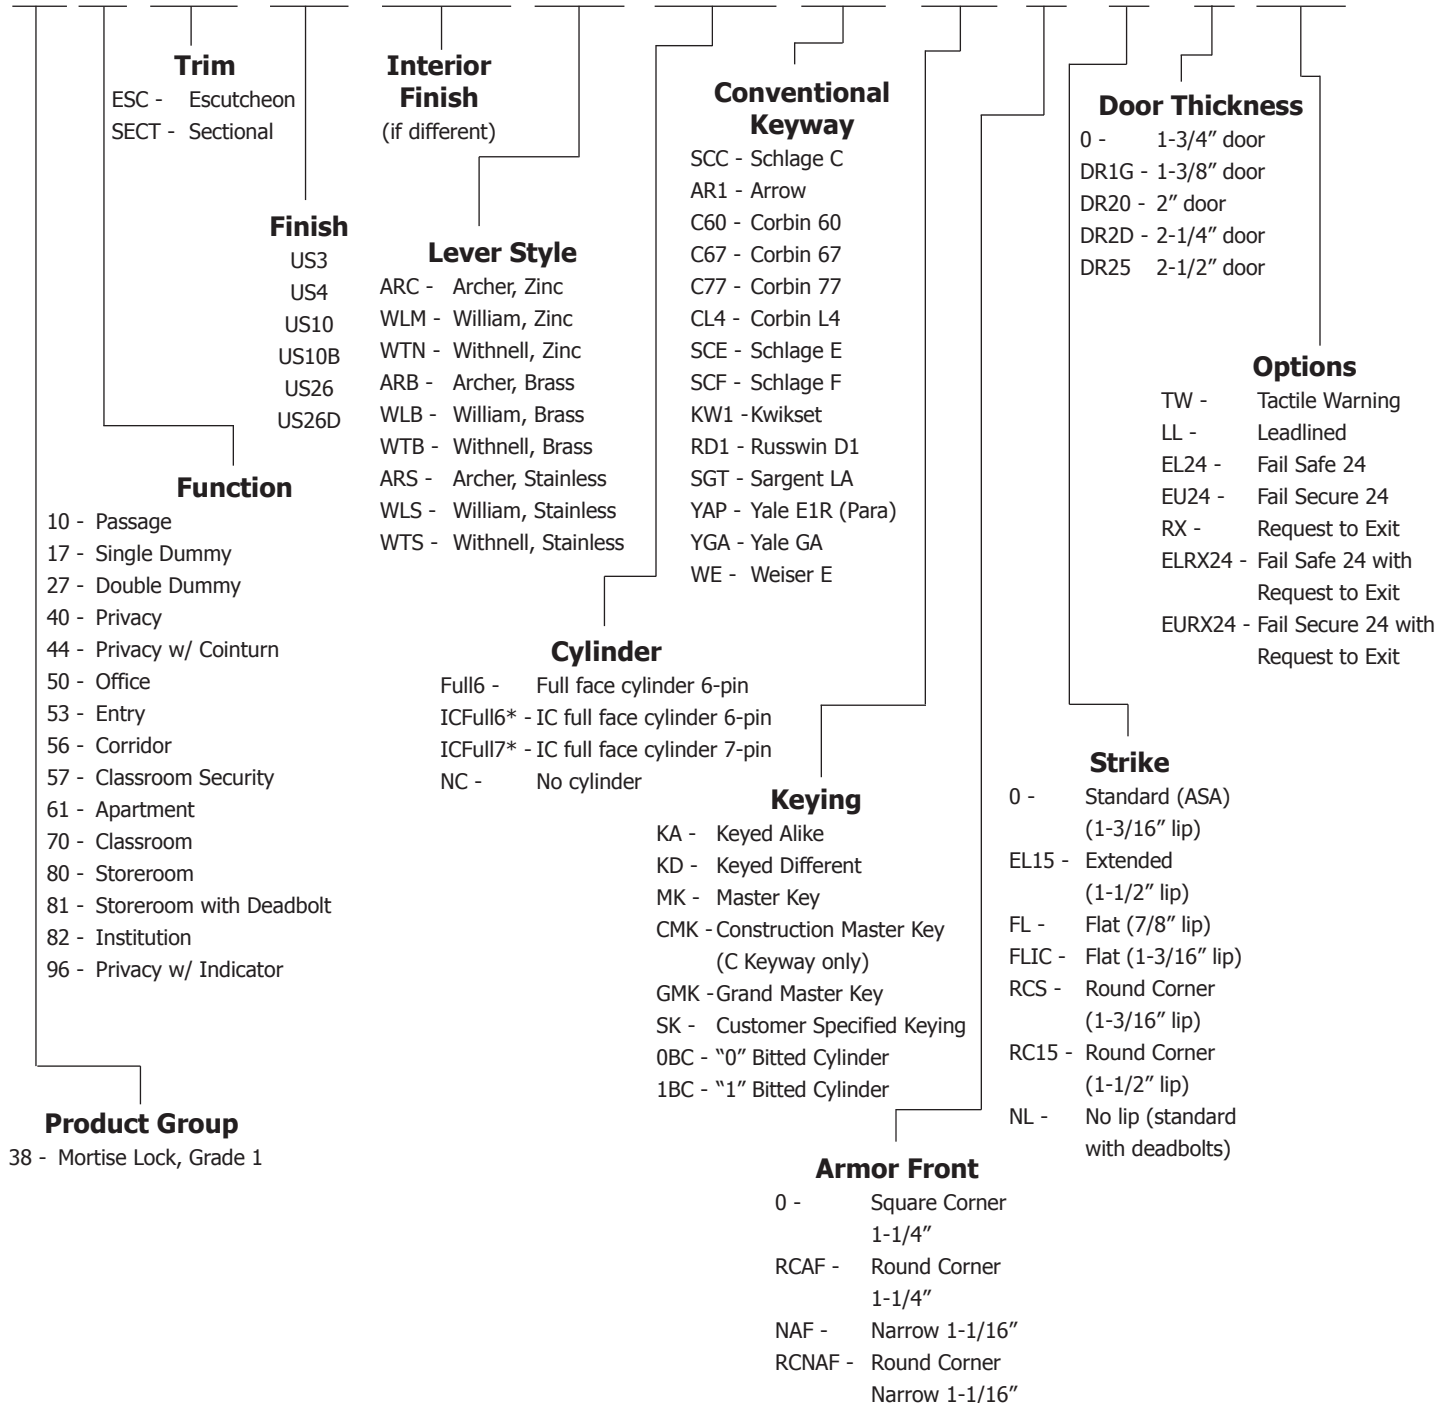 Trim
ESC - Escutcheon
SECT - Sectional
Interior
Finish
(if different)
Finish
US3
US4
US10
US10B
US26
US26D
Lever Style
ARC - Archer, Zinc
WLM - William, Zinc
WTN - Withnell, Zinc
ARB - Archer, Brass
WLB - William, Brass
WTB - Withnell, Brass
ARS - Archer, Stainless
WLS - William, Stainless
WTS - Withnell, Stainless
Conventional
Keyway
SCC - Schlage C
AR1 - Arrow
C60 - Corbin 60
C67 - Corbin 67
C77 - Corbin 77
CL4 - Corbin L4
SCE - Schlage E
SCF - Schlage F
KW1 - Kwikset
RD1 - Russwin D1
SGT - Sargent LA
YAP - Yale E1R (Para)
YGA - Yale GA
WE - Weiser E
Door Thickness
0 - 1-3/4” door
DR1G - 1-3/8” door
DR20 - 2” door
DR2D - 2-1/4” door
DR25 2-1/2” door
Options
TW - Tactile Warning
LL - Leadlined
EL24 - Fail Safe 24
EU24 - Fail Secure 24
RX - Request to Exit
ELRX24 - Fail Safe 24 with
Request to Exit
EURX24 - Fail Secure 24 with
Request to Exit
Function
10 - Passage
17 - Single Dummy
27 - Double Dummy
40 - Privacy
44 - Privacy w/ Cointurn
50 - Office
53 - Entry
56 - Corridor
57 - Classroom Security
61 - Apartment
70 - Classroom
80 - Storeroom
81 - Storeroom with Deadbolt
82 - Institution
96 - Privacy w/ Indicator
Cylinder
Full6 - Full face cylinder 6-pin
ICFull6* - IC full face cylinder 6-pin
ICFull7* - IC full face cylinder 7-pin
NC - No cylinder
Keying
KA - Keyed Alike
KD - Keyed Different
MK - Master Key
CMK - Construction Master Key
(C Keyway only)
GMK - Grand Master Key
SK - Customer Specified Keying
0BC - “0” Bitted Cylinder
1BC - “1” Bitted Cylinder
Strike
0 - Standard (ASA)
(1-3/16” lip)
EL15 - Extended
(1-1/2” lip)
FL - Flat (7/8” lip)
FLIC - Flat (1-3/16” lip)
RCS - Round Corner
(1-3/16” lip)
RC15 - Round Corner
(1-1/2” lip)
NL - No lip (standard
with deadbolts)
Product Group
38 - Mortise Lock, Grade 1
Armor Front
0 - Square Corner
1-1/4”
RCAF - Round Corner
1-1/4”
NAF - Narrow 1-1/16”
RCNAF - Round Corner
Narrow 1-1/16”